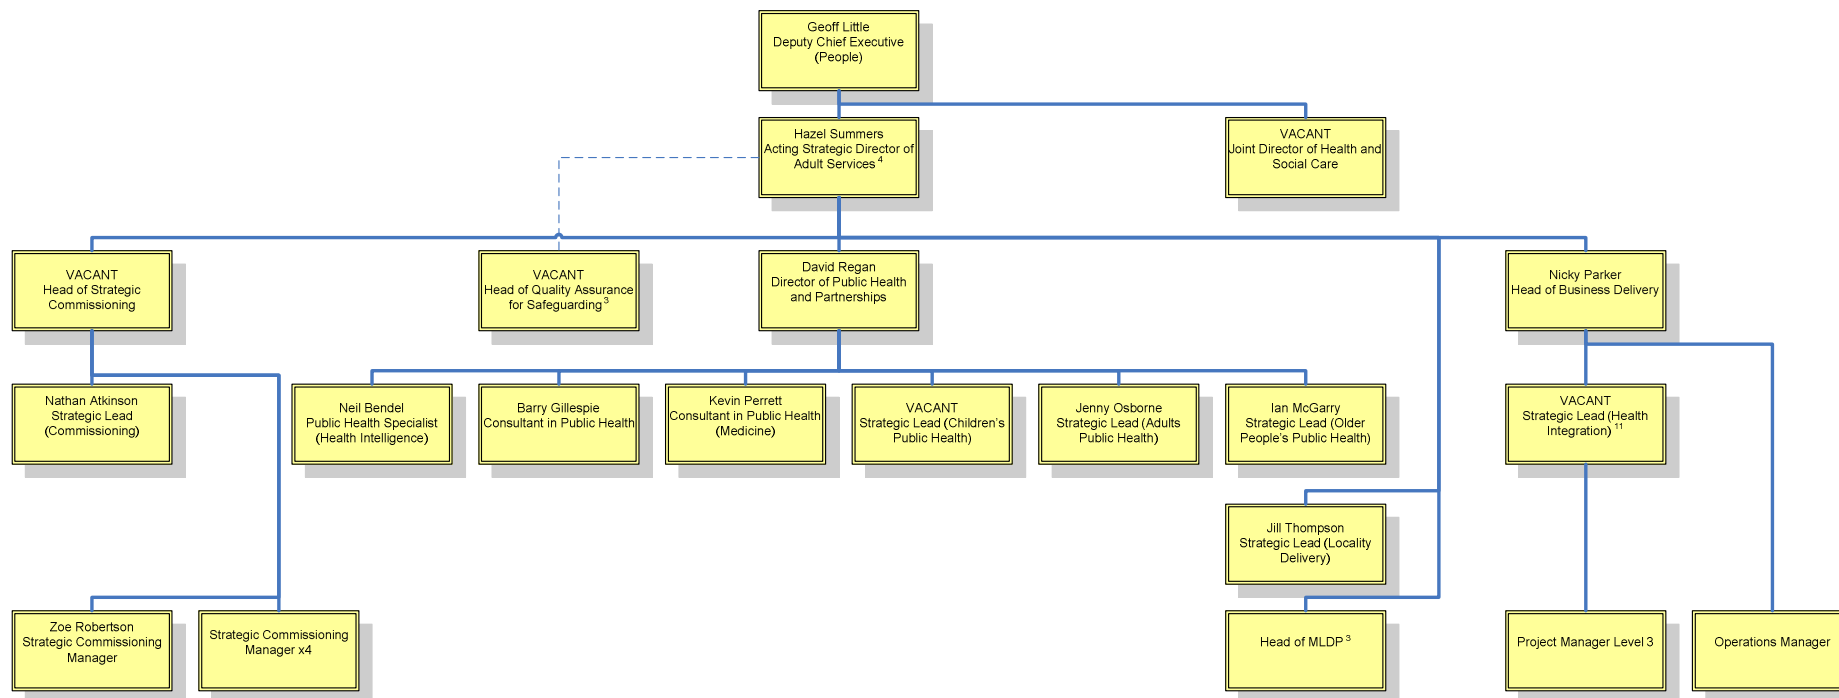 Geoff Little
Deputy Chief Executive
(People)
Hazel Summers
Acting Strategic Director of
Adult Services 4
VACANT
Joint Director of Health and
Social Care
VACANT
Head of Strategic
Commissioning
VACANT
Head of Quality Assurance
for Safeguarding 3
David Regan
Director of Public Health
and Partnerships
Nicky Parker
Head of Business Delivery
Nathan Atkinson
Strategic Lead
(Commissioning)
Neil Bendel
Public Health Specialist
(Health Intelligence)
Barry Gillespie
Consultant in Public Health
Kevin Perrett
Consultant in Public Health
(Medicine)
VACANT
Strategic Lead (Children's
Public Health)
Jenny Osborne
Strategic Lead (Adults
Public Health)
Ian McGarry
Strategic Lead (Older
People's Public Health)
VACANT
Strategic Lead (Health
Integration) 11
Jill Thompson
Strategic Lead (Locality
Delivery)
Zoe Robertson
Strategic Commissioning
Manager
Strategic Commissioning
Manager x4
Head of MLDP 3
Project Manager Level 3
Operations Manager